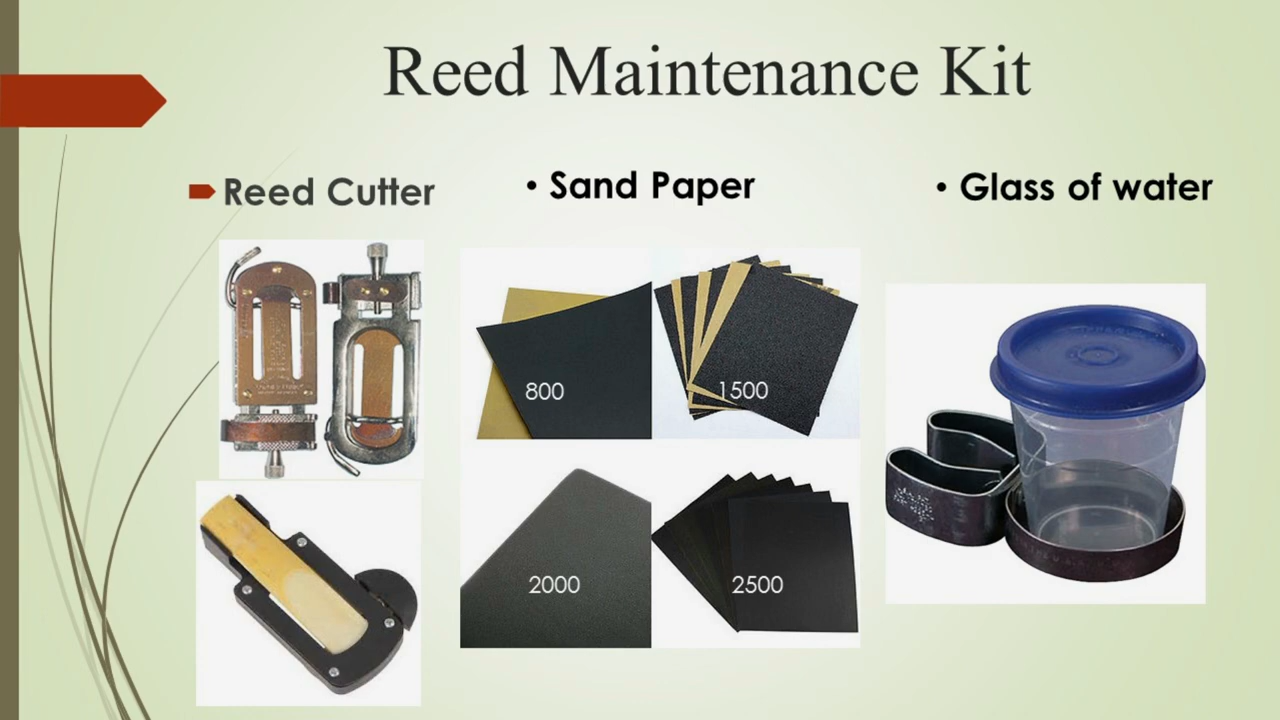 Reed Maintenance Kit
Reed Cutter
• Sand Paper
• Glass of water
800
1500
2000
2500